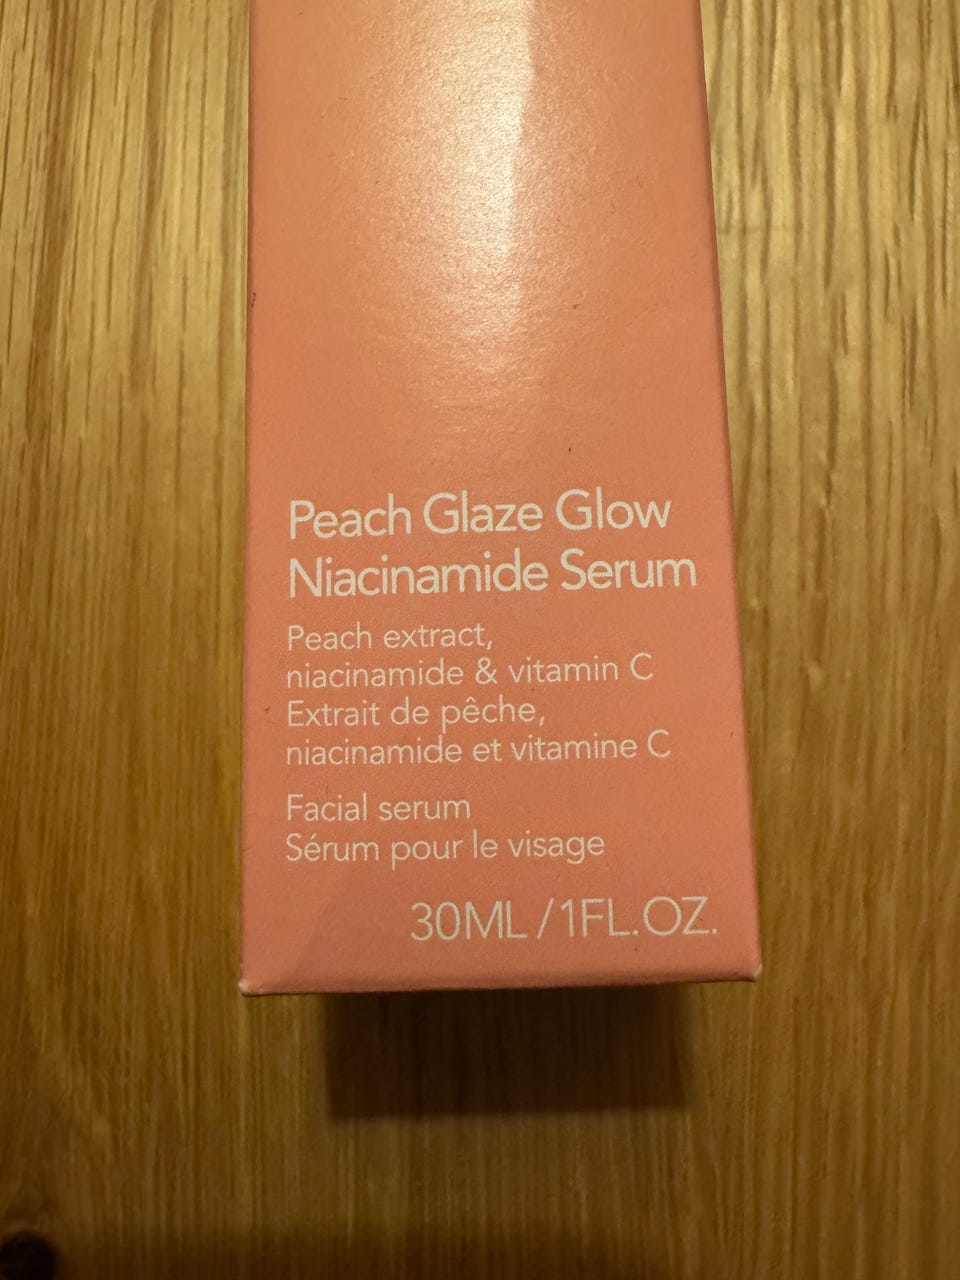 Peach Glaze Glow
Niacinamide Serum
Peach extract,
niacinamide & vitamin C
Extrait de pêche,
niacinamide et vitamine C
Facial serum
Sérum pour le visage
30ML/1FL.OZ.